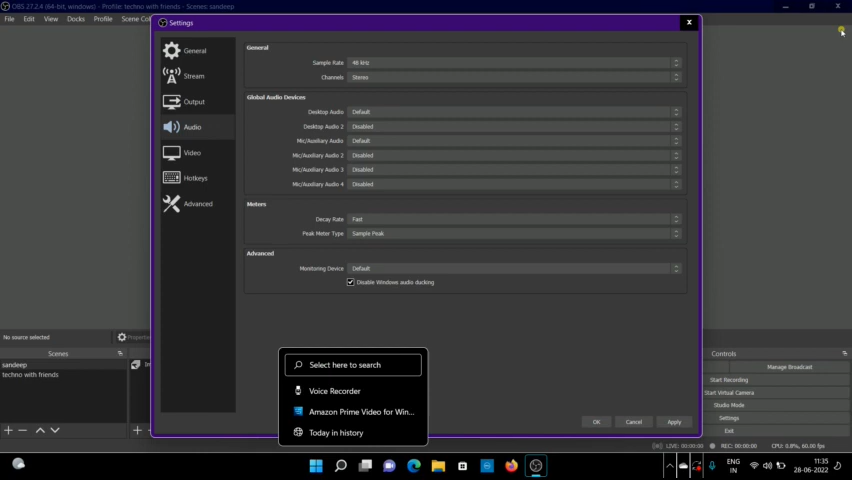 OBS 27.2.4 (64-bit, windows) - Profile: techno with friends - Scenes: sandeep
File Edit View Docks Profile Scene Col
Settings
General
Stream
Output
Audio
Video
Hotkeys
Advanced
General
Sample Rate 48 kHz
Channels Stereo
Global Audio Devices
Desktop Audio Default
Desktop Audio 2 Disabled
Mic/Auxiliary Audio Default
Mic/Auxiliary Audio 2 Disabled
Mic/Auxiliary Audio 3 Disabled
Mic/Auxiliary Audio 4 Disabled
Meters
Decay Rate Fast
Peak Meter Type Sample Peak
Advanced
Monitoring Device Default
Disable Windows audio ducking
OK Cancel Apply
No source selected
Properti
Scenes
sandeep
techno with friends
Select here to search
Voice Recorder
Amazon Prime Video for Win...
Today in history
Controls
Manage Broadcast
Start Recording
Start Virtual Camera
Studio Mode
Settings
Exit
LIVE: 00:00:00 REC: 00:00:00 CPU: 0.8%, 60.00 fps
ENG
IN
11:35
28-06-2022